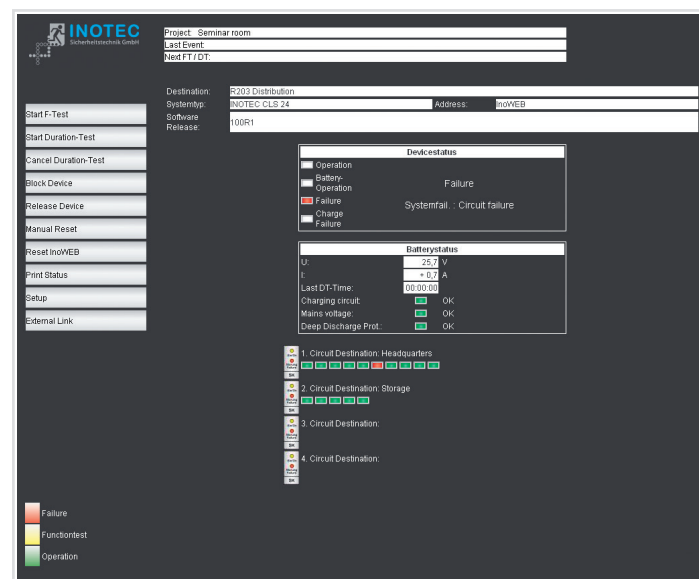 INOTEC
Sicherheitstechnik GmbH
Project: Seminar room
Last Event:
Next FT / DT:
Destination: R203 Distribution
Systemtyp: INOTEC CLS 24 Address: InoWEB
Software Release: 100R1
Start F-Test
Start Duration-Test
Cancel Duration-Test
Block Device
Release Device
Manual Reset
Reset InoWEB
Print Status
Setup
External Link
Devicestatus
Operation
Battery-
Operation
Failure
Charge
Failure
Failure
Systemfail. : Circuit failure
Batterystatus
U: 25,7 V
I: + 0,7 A
Last DT-Time: 00:00:00
Charging circuit: OK
Mains voltage: OK
Deep Discharge Prot.: OK
1. Circuit Destination: Headquarters
2. Circuit Destination: Storage
3. Circuit Destination:
4. Circuit Destination:
Failure
Functiontest
Operation